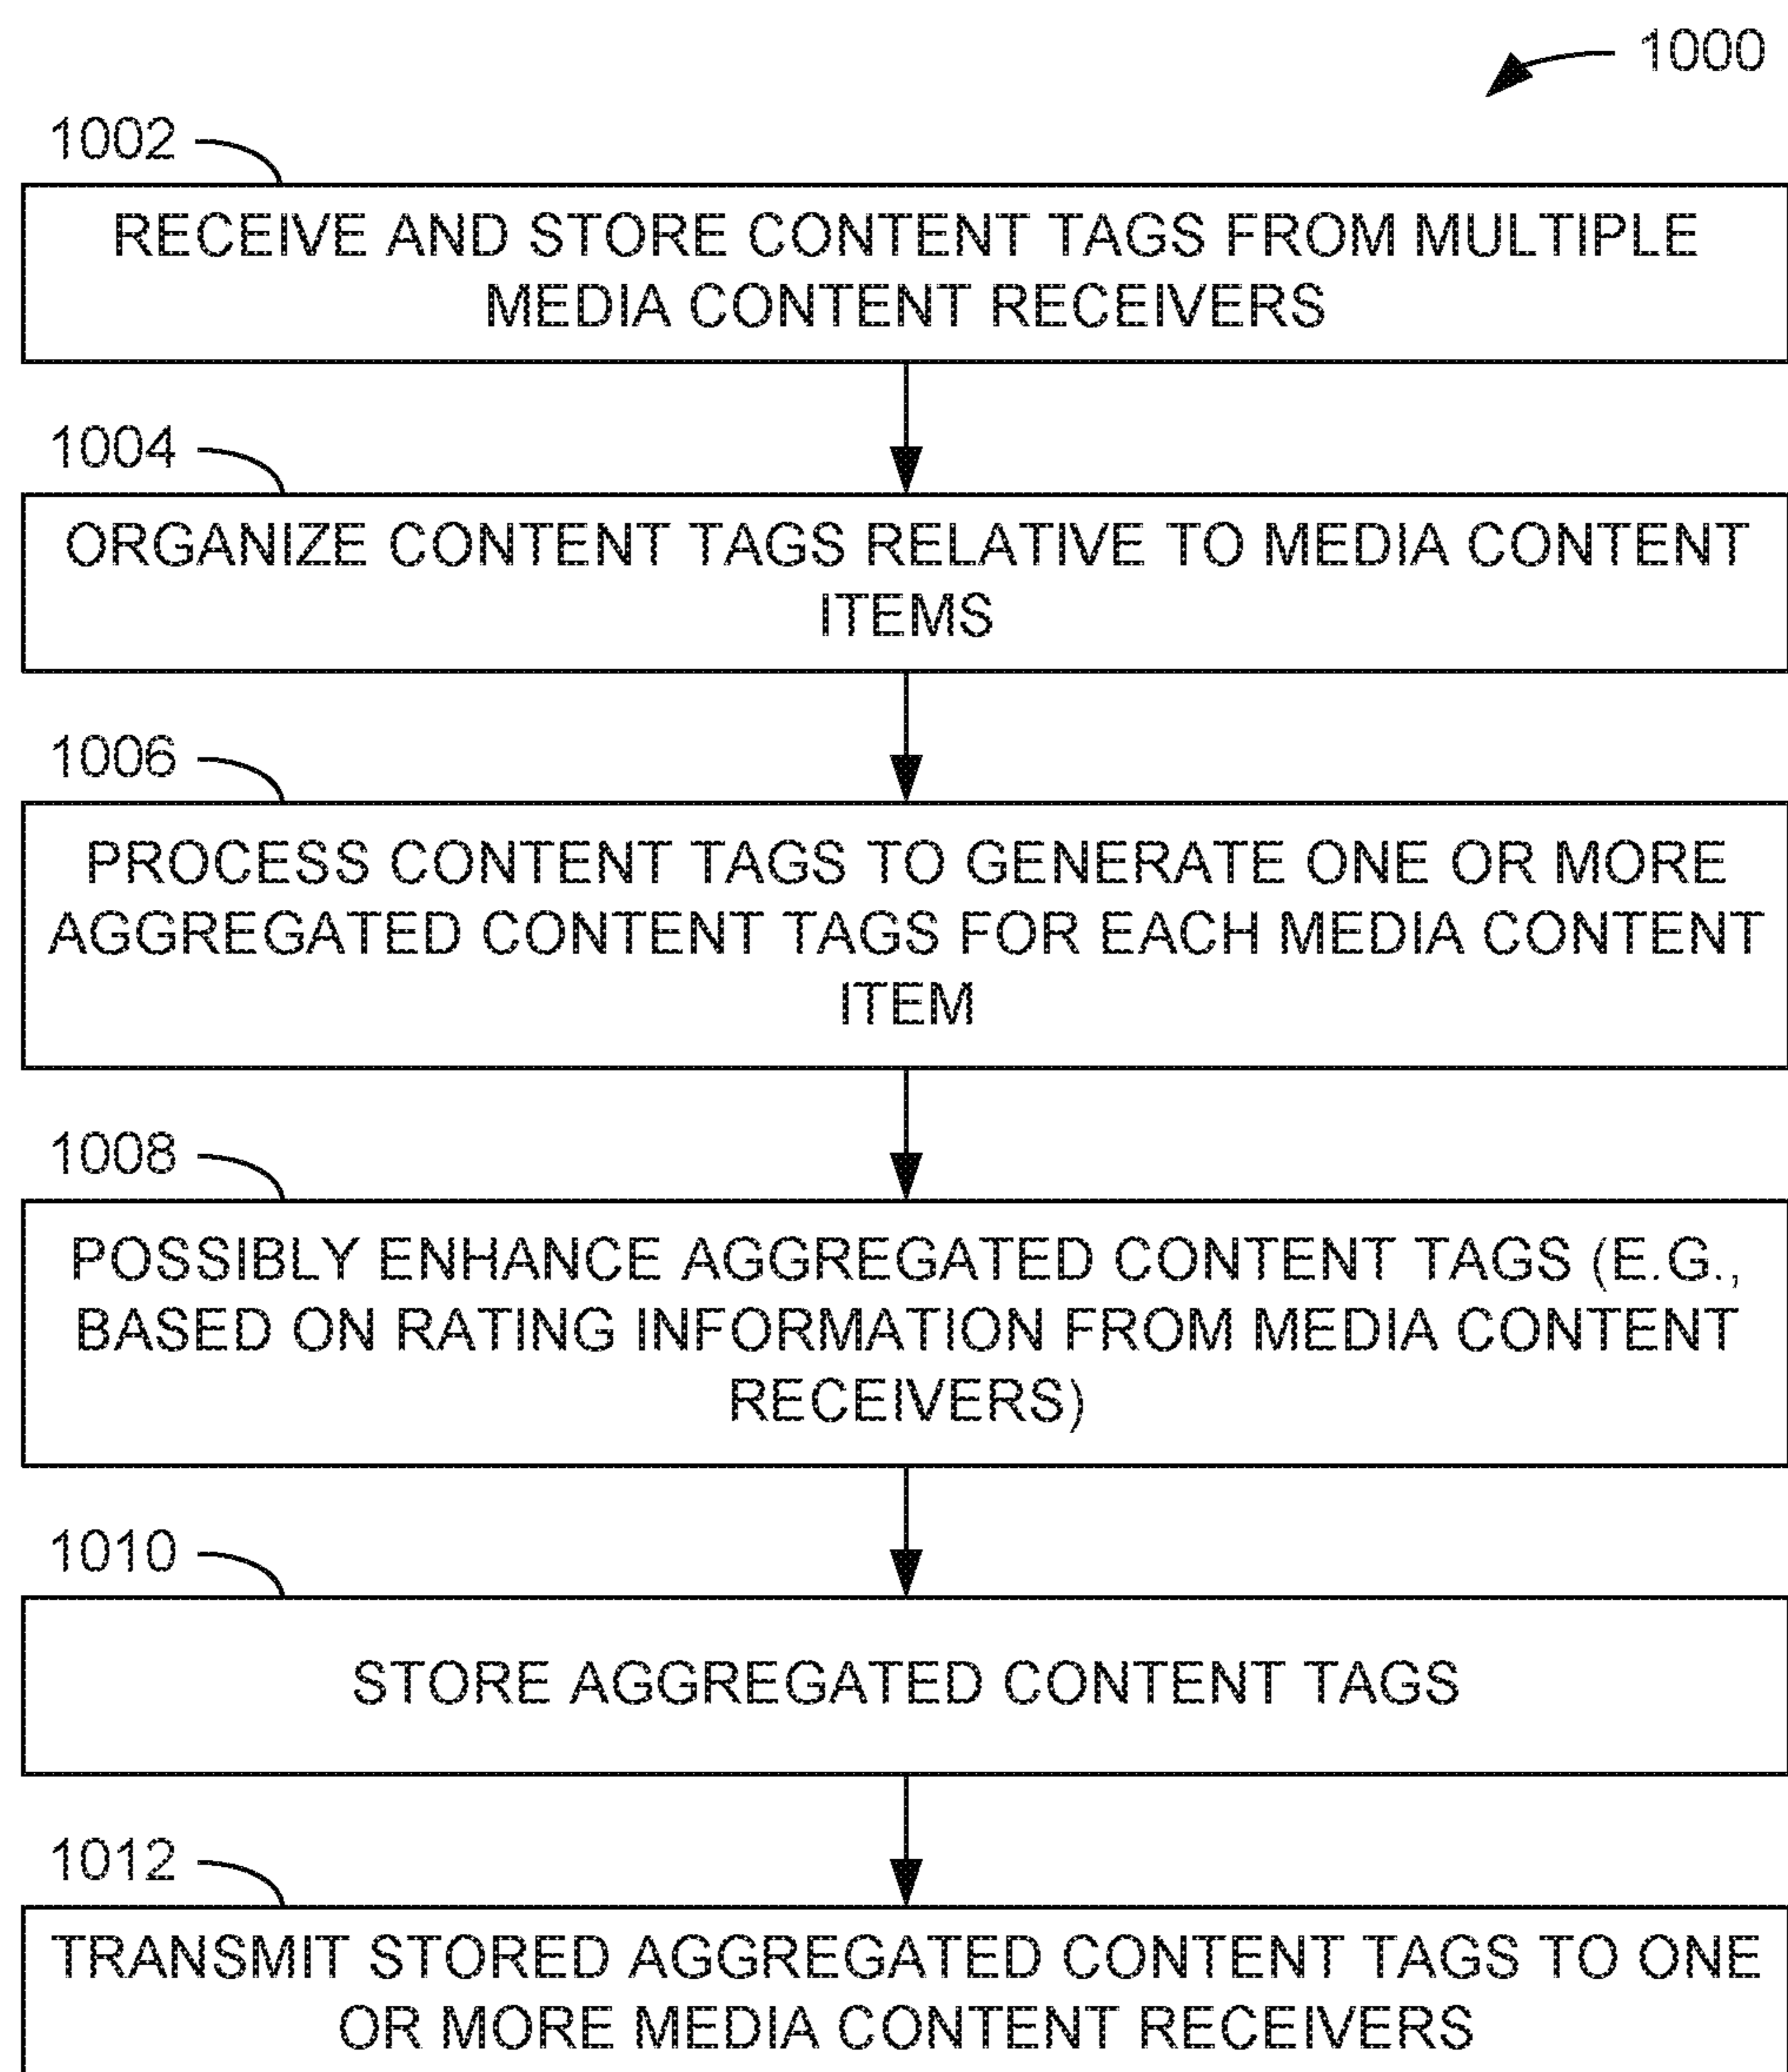 1000
1002
RECEIVE AND STORE CONTENT TAGS FROM MULTIPLE
MEDIA CONTENT RECEIVERS
1004
ORGANIZE CONTENT TAGS RELATIVE TO MEDIA CONTENT
ITEMS
1006
PROCESS CONTENT TAGS TO GENERATE ONE OR MORE
AGGREGATED CONTENT TAGS FOR EACH MEDIA CONTENT
ITEM
1008
POSSIBLY ENHANCE AGGREGATED CONTENT TAGS (E.G.,
BASED ON RATING INFORMATION FROM MEDIA CONTENT
RECEIVERS)
1010
STORE AGGREGATED CONTENT TAGS
1012
TRANSMIT STORED AGGREGATED CONTENT TAGS TO ONE
OR MORE MEDIA CONTENT RECEIVERS